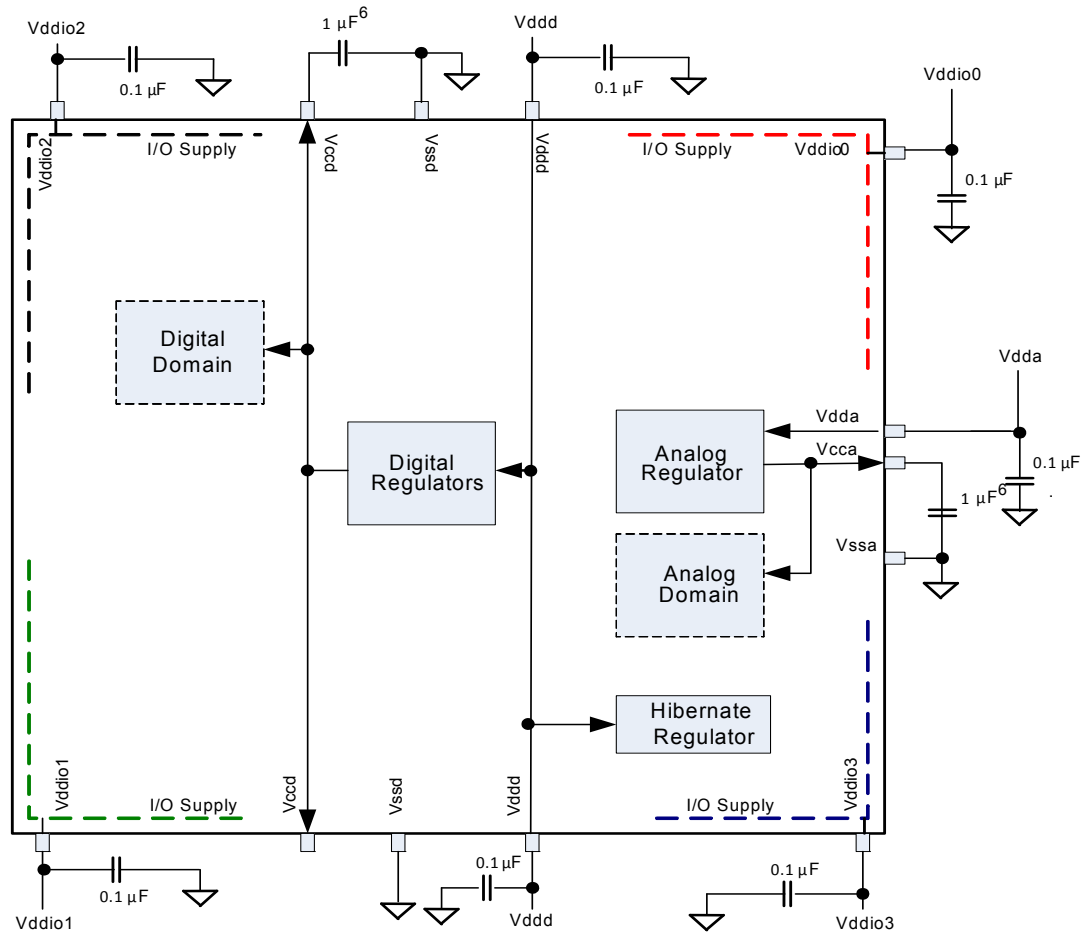 Vddio2
0.1 µF
1 µF6
Vddd
0.1 µF
Vddio0
0.1 µF
Vddio2
I/O Supply
Vccd
Vssd
Vddd
I/O Supply
Vddio0
Digital
Domain
Digital
Regulators
Analog
Regulator
Vdda
Vcca
Vdda
0.1 µF
.
1 µF6
Vssa
Analog
Domain
Hibernate
Regulator
Vddio1
I/O Supply
Vccd
Vssd
Vddd
I/O Supply
Vddio3
0.1 µF
Vddio1
0.1 µF
Vddd
0.1 µF
Vddio3